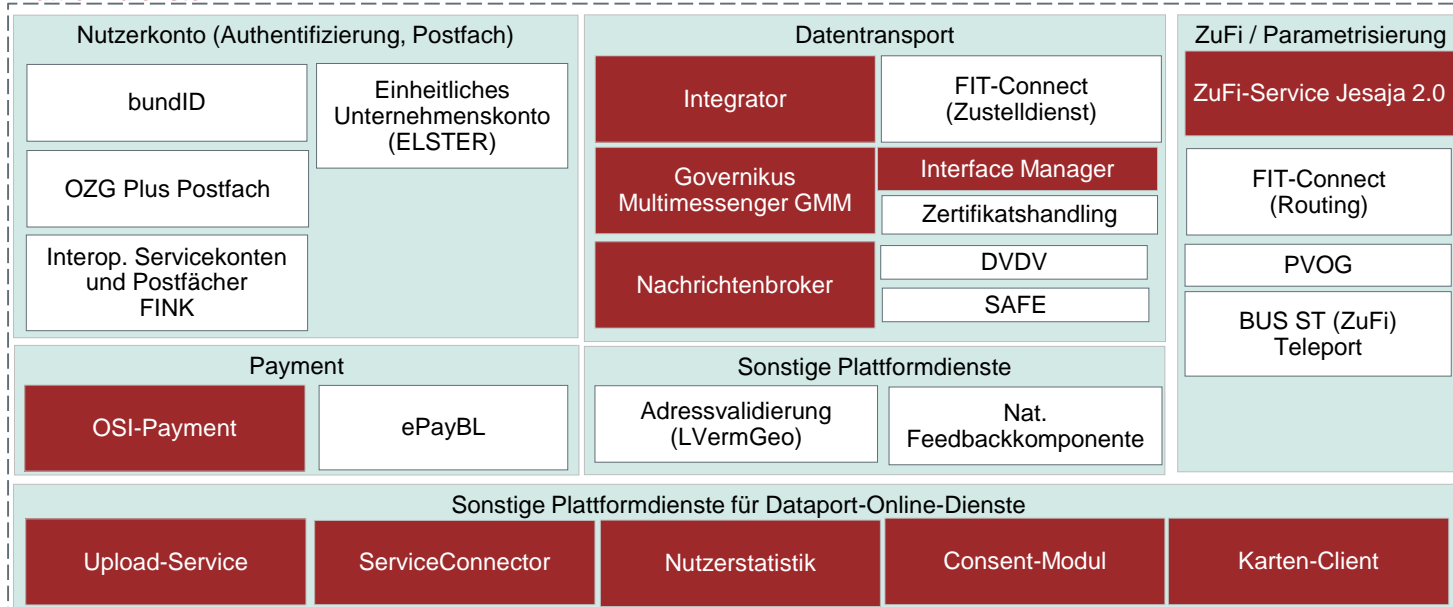 Nutzerkonto (Authentifizierung, Postfach)
bundID
Einheitliches
Unternehmenskonto
(ELSTER)
OZG Plus Postfach
Interop. Servicekonten
und Postfächer
FINK
Datentransport
Integrator
FIT-Connect
(Zustelldienst)
Governikus
Multimessenger GMM
Interface Manager
Zertifikatshandling
Nachrichtenbroker
DVDV
SAFE
ZuFi / Parametrisierung
ZuFi-Service Jesaja 2.0
FIT-Connect
(Routing)
PVOG
BUS ST (ZuFi)
Teleport
Payment
OSI-Payment
ePayBL
Sonstige Plattformdienste
Adressvalidierung
(LVermGeo)
Nat.
Feedbackkomponente
Sonstige Plattformdienste für Dataport-Online-Dienste
Upload-Service
ServiceConnector
Nutzerstatistik
Consent-Modul
Karten-Client